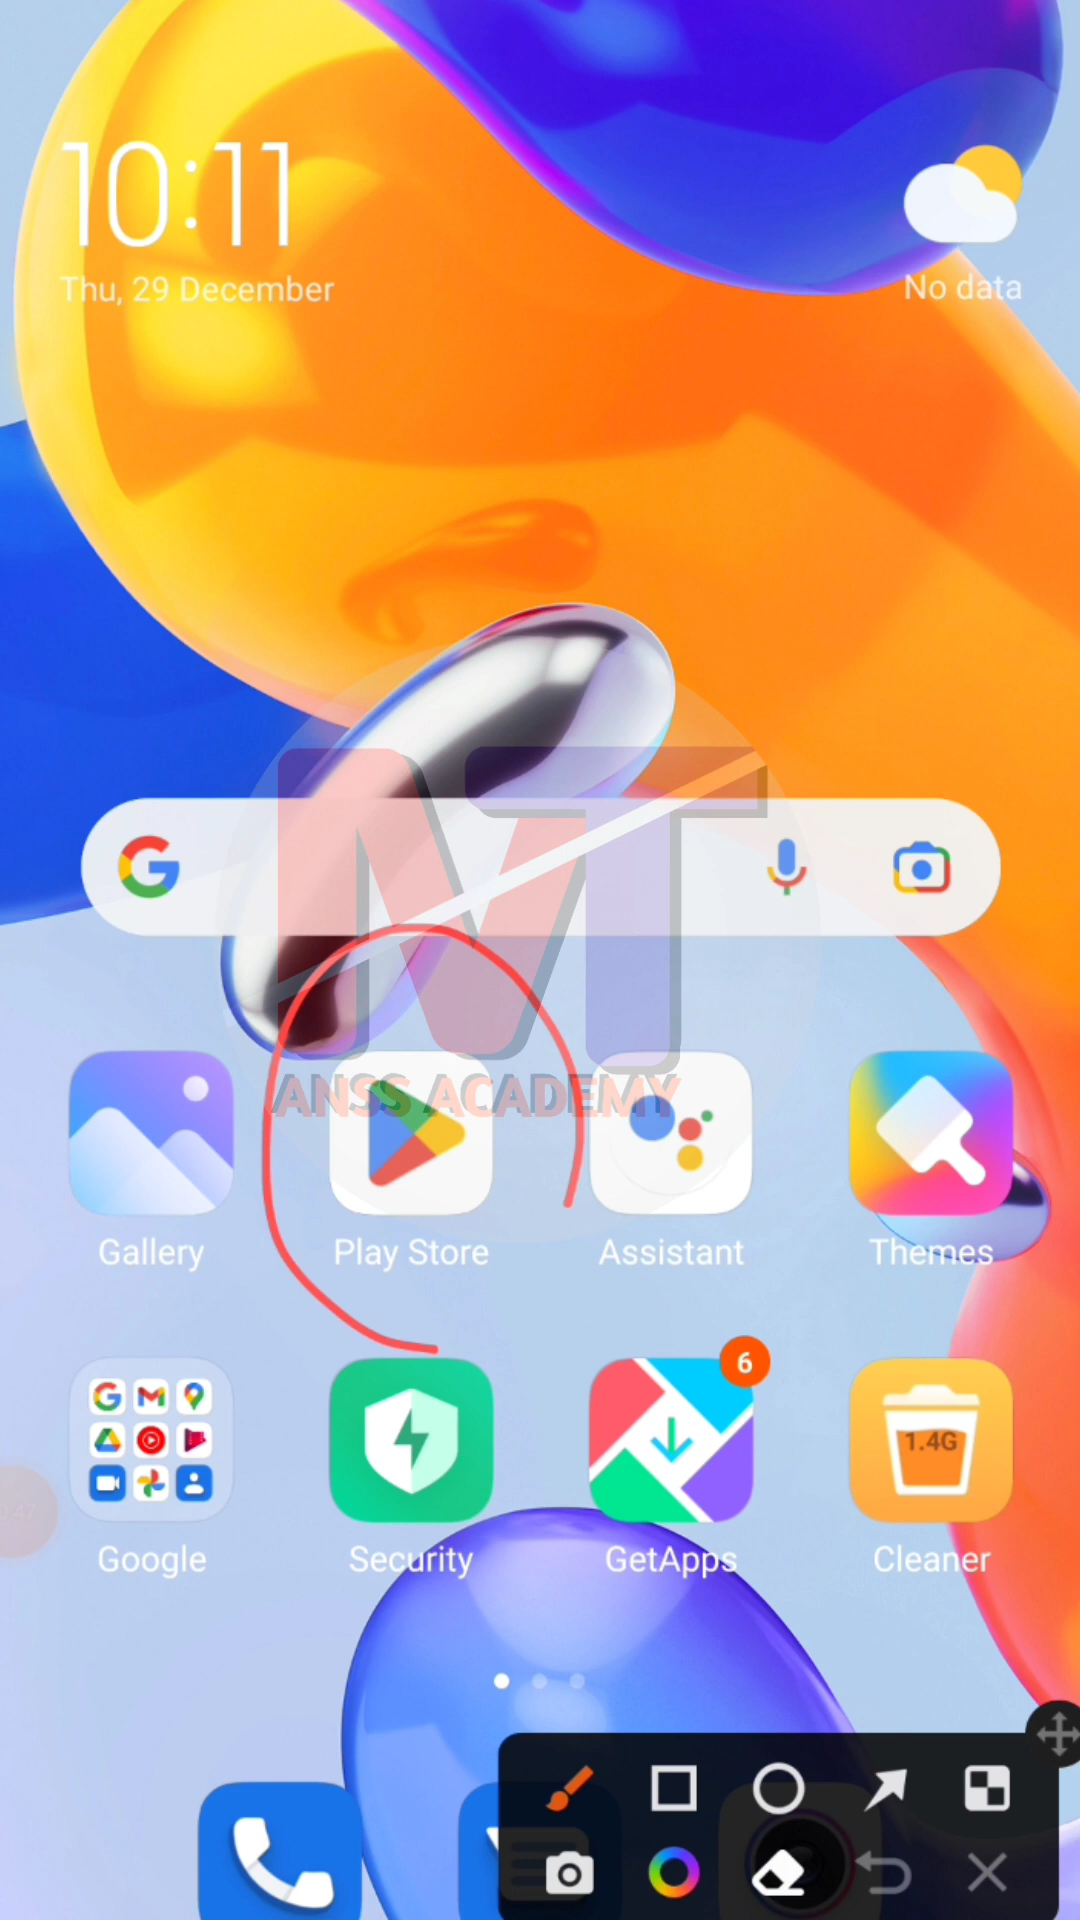 10:11
Thu, 29 December
No data
MT
ANSS ACADEMY
Gallery
Play Store
Assistant
Themes
6
1.4G
Google
Security
GetApps
Cleaner